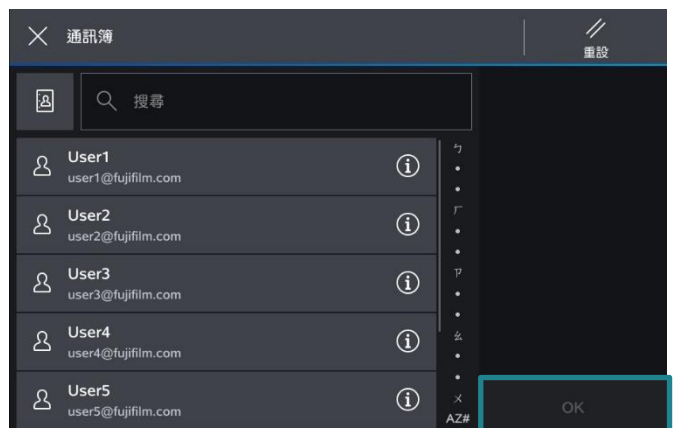 通訊簿
重設
搜尋
User1
user1@fujifilm.com
User2
user2@fujifilm.com
User3
user3@fujifilm.com
User4
user4@fujifilm.com
User5
user5@fujifilm.com
ㄅ
ㄏ
ㄗ
ㄠ
ㄨ
AZ#
OK